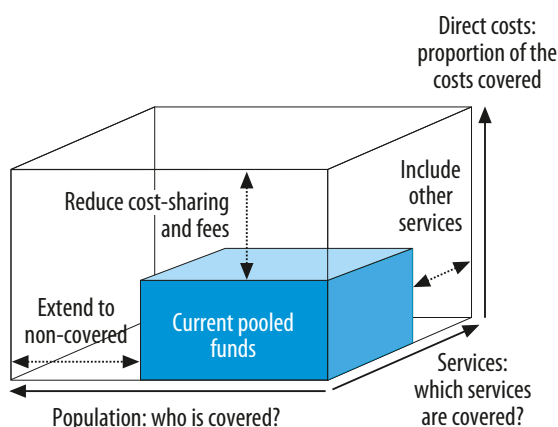 Direct costs:
proportion of the
costs covered
Include
other
services
Reduce cost-sharing
and fees
Extend to
non-covered
Current pooled
funds
Services:
which services
are covered?
Population: who is covered?